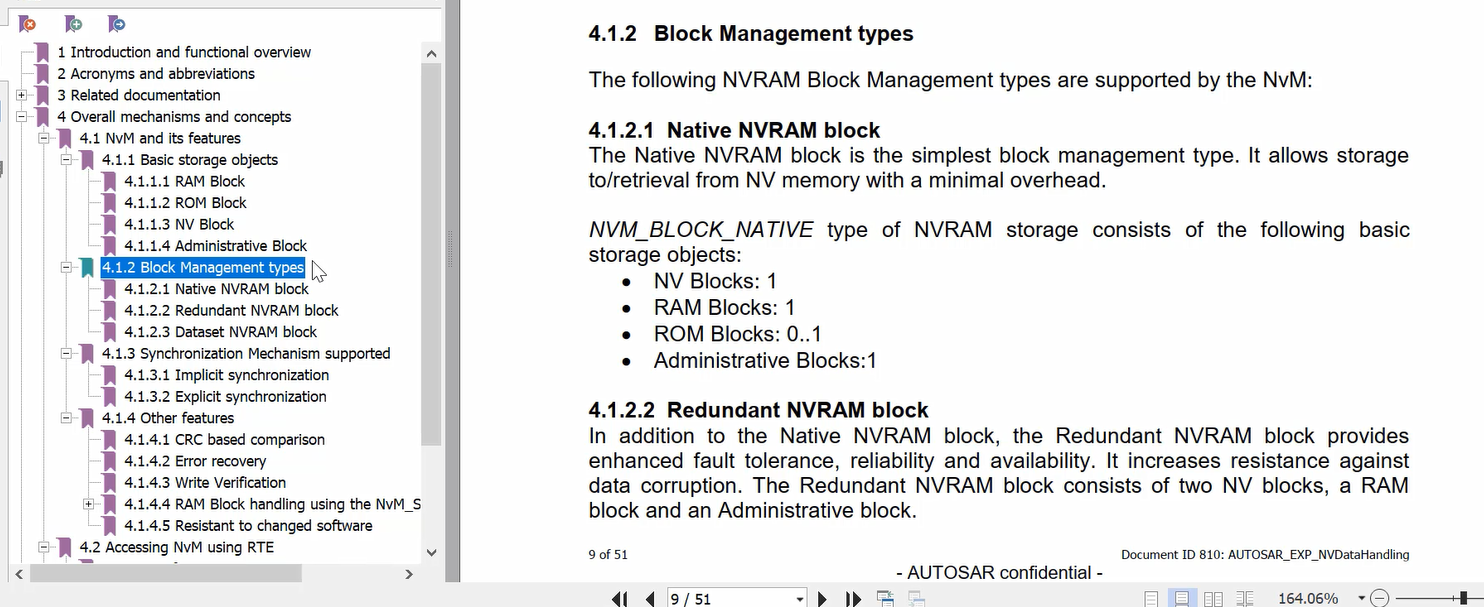 1 Introduction and functional overview
2 Acronyms and abbreviations
3 Related documentation
4 Overall mechanisms and concepts
4.1 NvM and its features
4.1.1 Basic storage objects
4.1.1.1 RAM Block
4.1.1.2 ROM Block
4.1.1.3 NV Block
4.1.1.4 Administrative Block
4.1.2 Block Management types
4.1.2.1 Native NVRAM block
4.1.2.2 Redundant NVRAM block
4.1.2.3 Dataset NVRAM block
4.1.3 Synchronization Mechanism supported
4.1.3.1 Implicit synchronization
4.1.3.2 Explicit synchronization
4.1.4 Other features
4.1.4.1 CRC based comparison
4.1.4.2 Error recovery
4.1.4.3 Write Verification
4.1.4.4 RAM Block handling using the NvM_S
4.1.4.5 Resistant to changed software
4.2 Accessing NvM using RTE
4.1.2 Block Management types
The following NVRAM Block Management types are supported by the NvM:
4.1.2.1 Native NVRAM block
The Native NVRAM block is the simplest block management type. It allows storage
to/retrieval from NV memory with a minimal overhead.
NVM_BLOCK_NATIVE type of NVRAM storage consists of the following basic
storage objects:
• NV Blocks: 1
• RAM Blocks: 1
• ROM Blocks: 0..1
• Administrative Blocks:1
4.1.2.2 Redundant NVRAM block
In addition to the Native NVRAM block, the Redundant NVRAM block provides
enhanced fault tolerance, reliability and availability. It increases resistance against
data corruption. The Redundant NVRAM block consists of two NV blocks, a RAM
block and an Administrative block.
9 of 51
Document ID 810: AUTOSAR_EXP_NVDataHandling
- AUTOSAR confidential -
9 / 51
164.06%